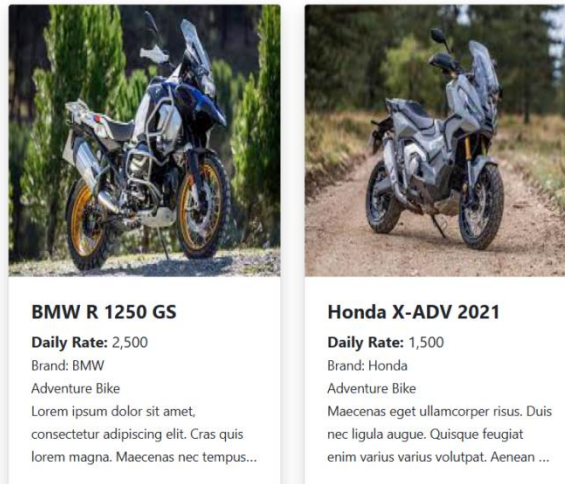 BMW R 1250 GS
Daily Rate: 2,500
Brand: BMW
Adventure Bike
Lorem ipsum dolor sit amet,
consectetur adipiscing elit. Cras quis
lorem magna. Maecenas nec tempus...
Honda X-ADV 2021
Daily Rate: 1,500
Brand: Honda
Adventure Bike
Maecenas eget ullamcorper risus. Duis
nec ligula augue. Quisque feugiat
enim varius varius volutpat. Aenean ...